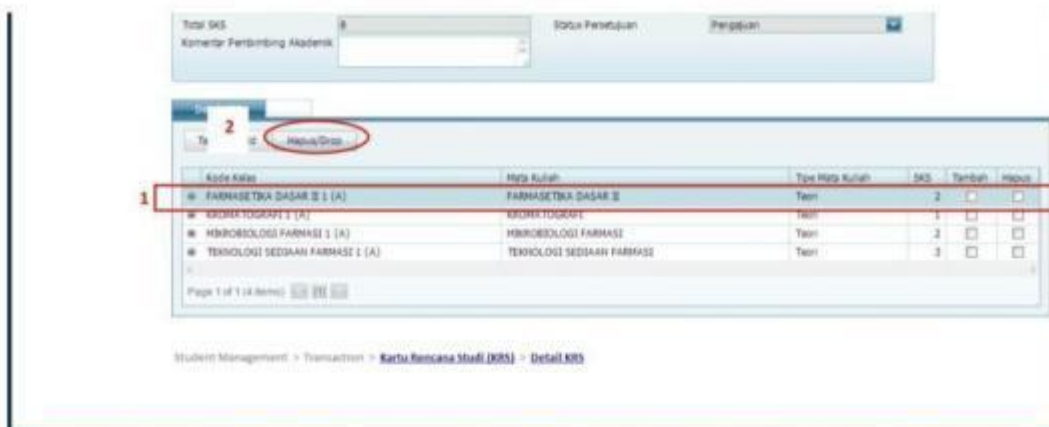 Total SKS 8 Status Persetujuan Pengajuan
Komentar Pembimbing Akademik
2
Hapus/Drop
Kode Kelas Mata Kuliah Tipe Mata Kuliah SKS Tambah Hapus
1 FARMASETIKA DASAR II 1 (A) FARMASETIKA DASAR II Teori 2
KROMATOGRAFI 1 (A) KROMATOGRAFI Teori 1
MIKROBIOLOGI FARMASI 1 (A) MIKROBIOLOGI FARMASI Teori 2
TEKNOLOGI SEDIAAN FARMASI 1 (A) TEKNOLOGI SEDIAAN FARMASI Teori
Page 1 of 1 (4 items) [1]
Student Management > Transaction > Kartu Rencana Studi (KRS) > Detail KRS